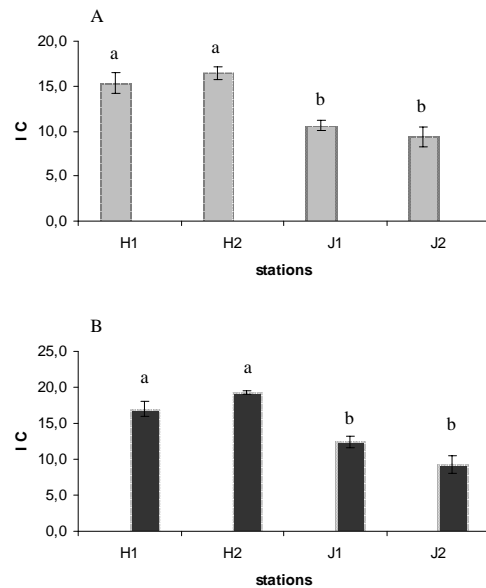 A
20,0
15,0
10,0
5,0
0,0
I C
a
a
b
b
H1 H2 J1 J2
stations
B
25,0
20,0
15,0
10,0
5,0
0,0
I C
a
a
b
b
H1 H2 J1 J2
stations